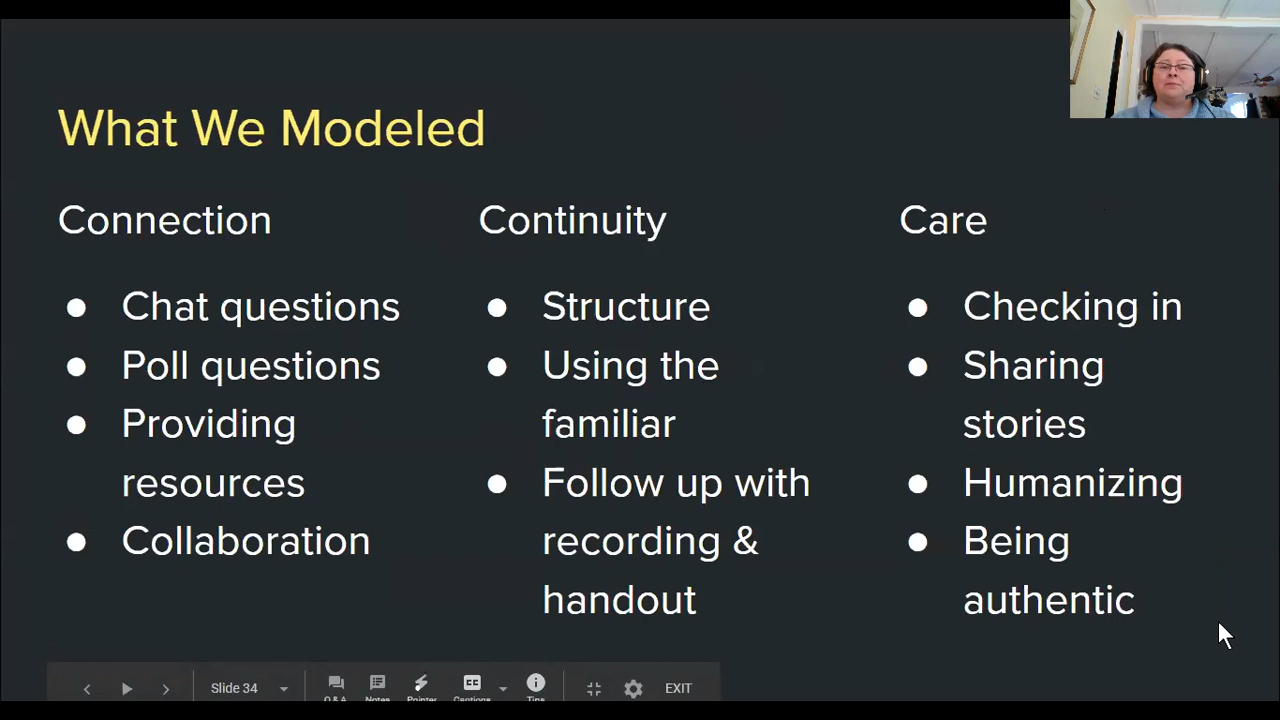 What We Modeled
Connection
● Chat questions
● Poll questions
● Providing
resources
● Collaboration
Continuity
● Structure
● Using the
familiar
● Follow up with
recording &
handout
Care
● Checking in
● Sharing
stories
● Humanizing
● Being
authentic
Slide 34
Q & A
Notes
Pointer
Captions
Tips
EXIT